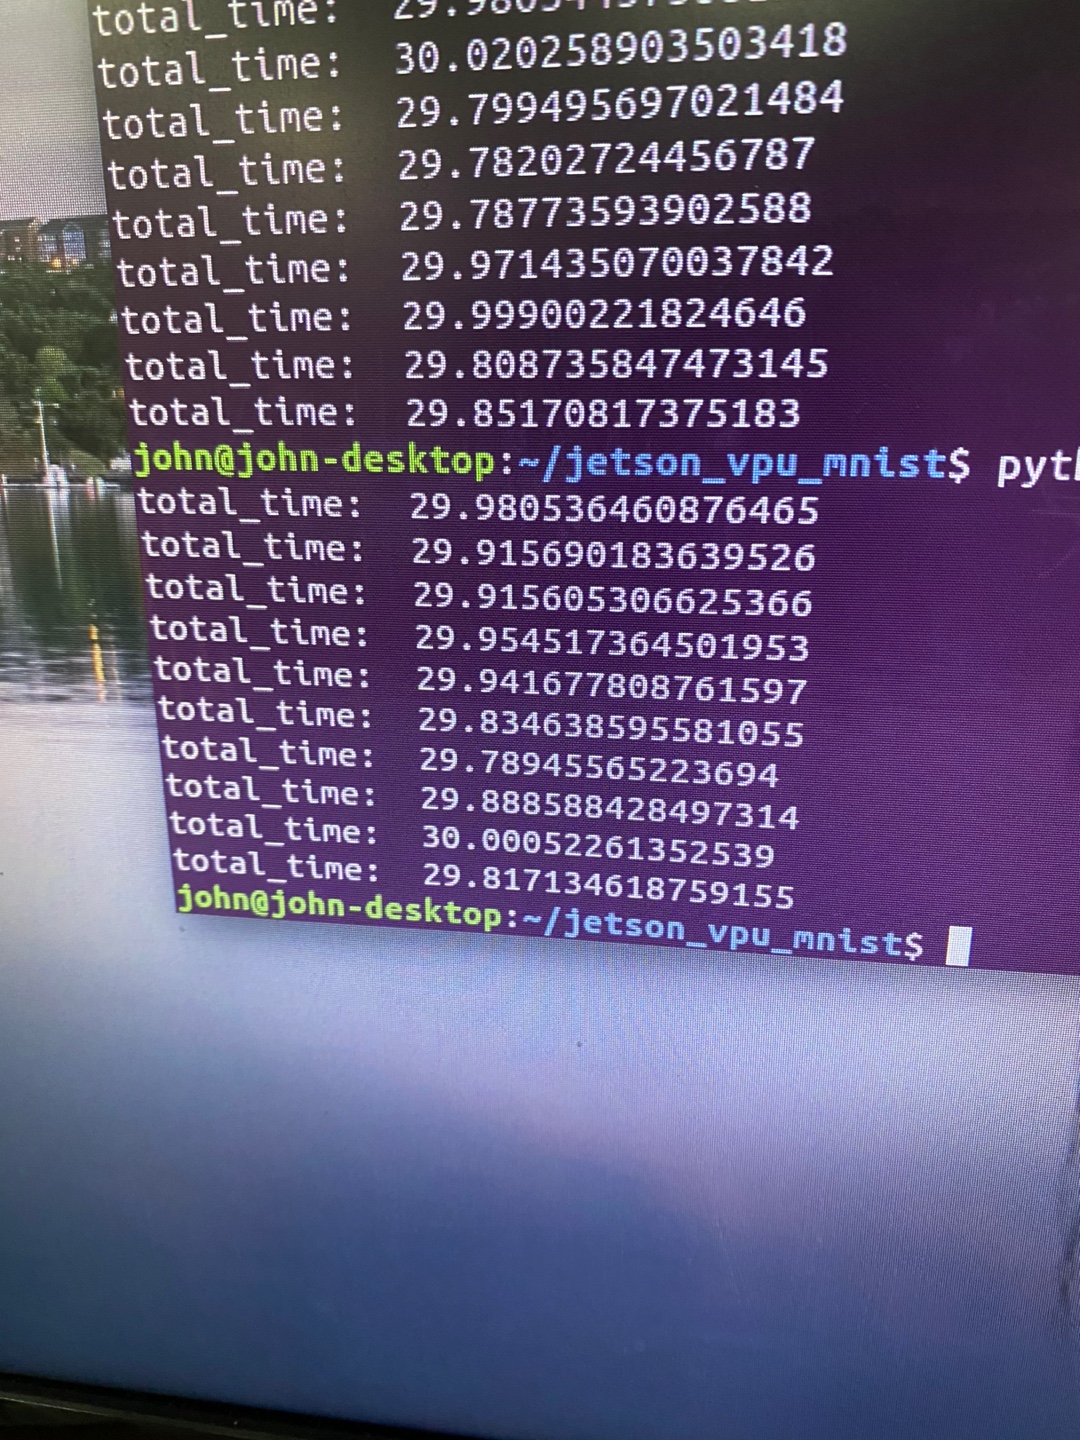 total_time:
total_time: 30.020258903503418
total_time: 29.799495697021484
total_time: 29.78202724456787
total_time: 29.78773593902588
total_time: 29.971435070037842
total_time: 29.99900221824646
total_time: 29.808735847473145
total_time: 29.85170817375183
john@john-desktop:~/jetson_vpu_mnist$
total_time: 29.980536460876465
total_time: 29.915690183639526
total_time: 29.915605306625366
total_time: 29.954517364501953
total_time: 29.941677808761597
total_time: 29.834638595581055
total_time: 29.78945565223694
total_time: 29.888588428497314
total_time: 30.00052261352539
total_time: 29.817134618759155
john@john-desktop:~/jetson_vpu_mnist$